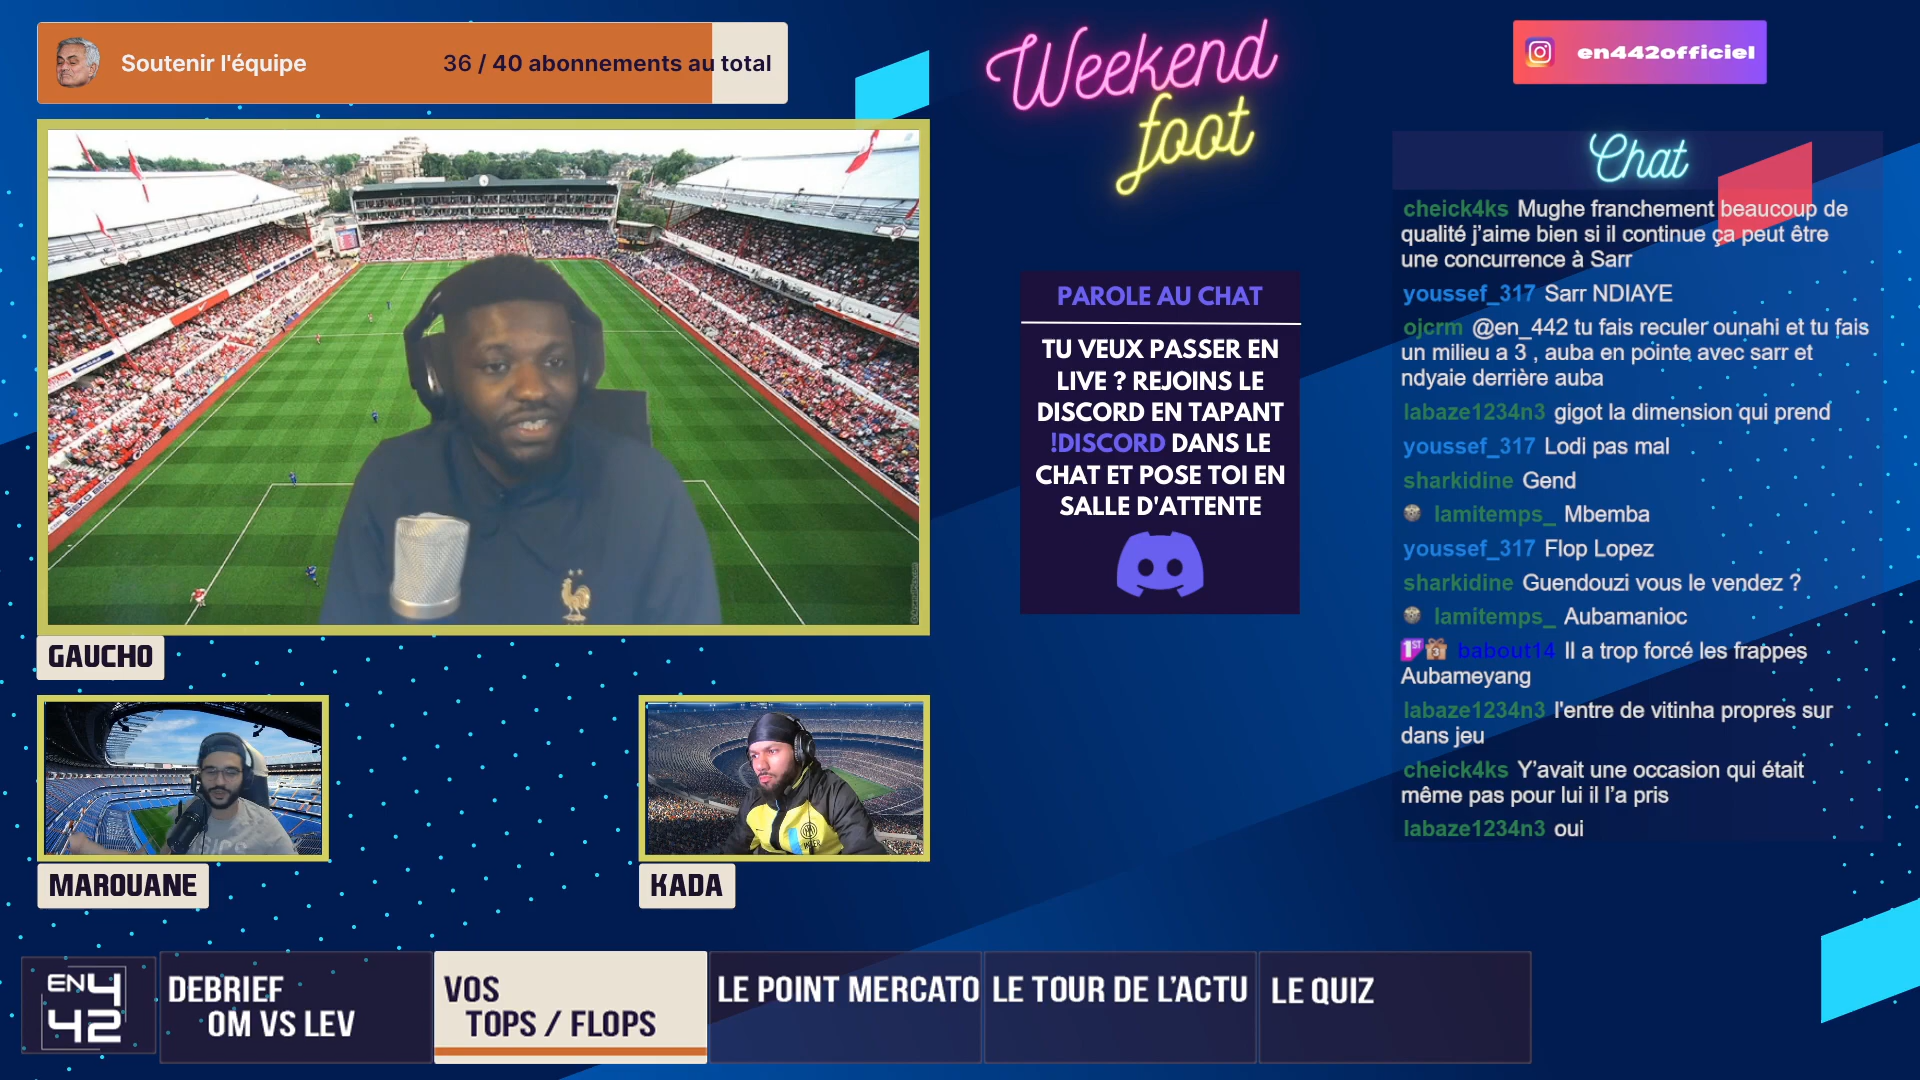 Soutenir l'équipe
36 / 40 abonnements au total
Weekend
foot
en442officiel
GAUCHO
MAROUANE
KADA
PAROLE AU CHAT
TU VEUX PASSER EN
LIVE ? REJOINS LE
DISCORD EN TAPANT
!DISCORD DANS LE
CHAT ET POSE TOI EN
SALLE D'ATTENTE
Chat
cheick4ks Mughe franchement beaucoup de
qualité j’aime bien si il continue ça peut être
une concurrence à Sarr
youssef_317 Sarr NDIAYE
ojcrm @en_442 tu fais reculer ounahi et tu fais
un milieu a 3 , auba en pointe avec sarr et
ndyaie derrière auba
labaze1234n3 gigot la dimension qui prend
youssef_317 Lodi pas mal
sharkidine Gend
lamitemps_ Mbemba
youssef_317 Flop Lopez
sharkidine Guendouzi vous le vendez ?
lamitemps_ Aubamanioc
1ST 3 babout14 Il a trop forcé les frappes
Aubameyang
labaze1234n3 l'entre de vitinha propres sur
dans jeu
cheick4ks Y’avait une occasion qui était
même pas pour lui il l’a pris
labaze1234n3 oui
EN 4
42
DEBRIEF
OM VS LEV
VOS
TOPS / FLOPS
LE POINT MERCATO
LE TOUR DE L’ACTU
LE QUIZ